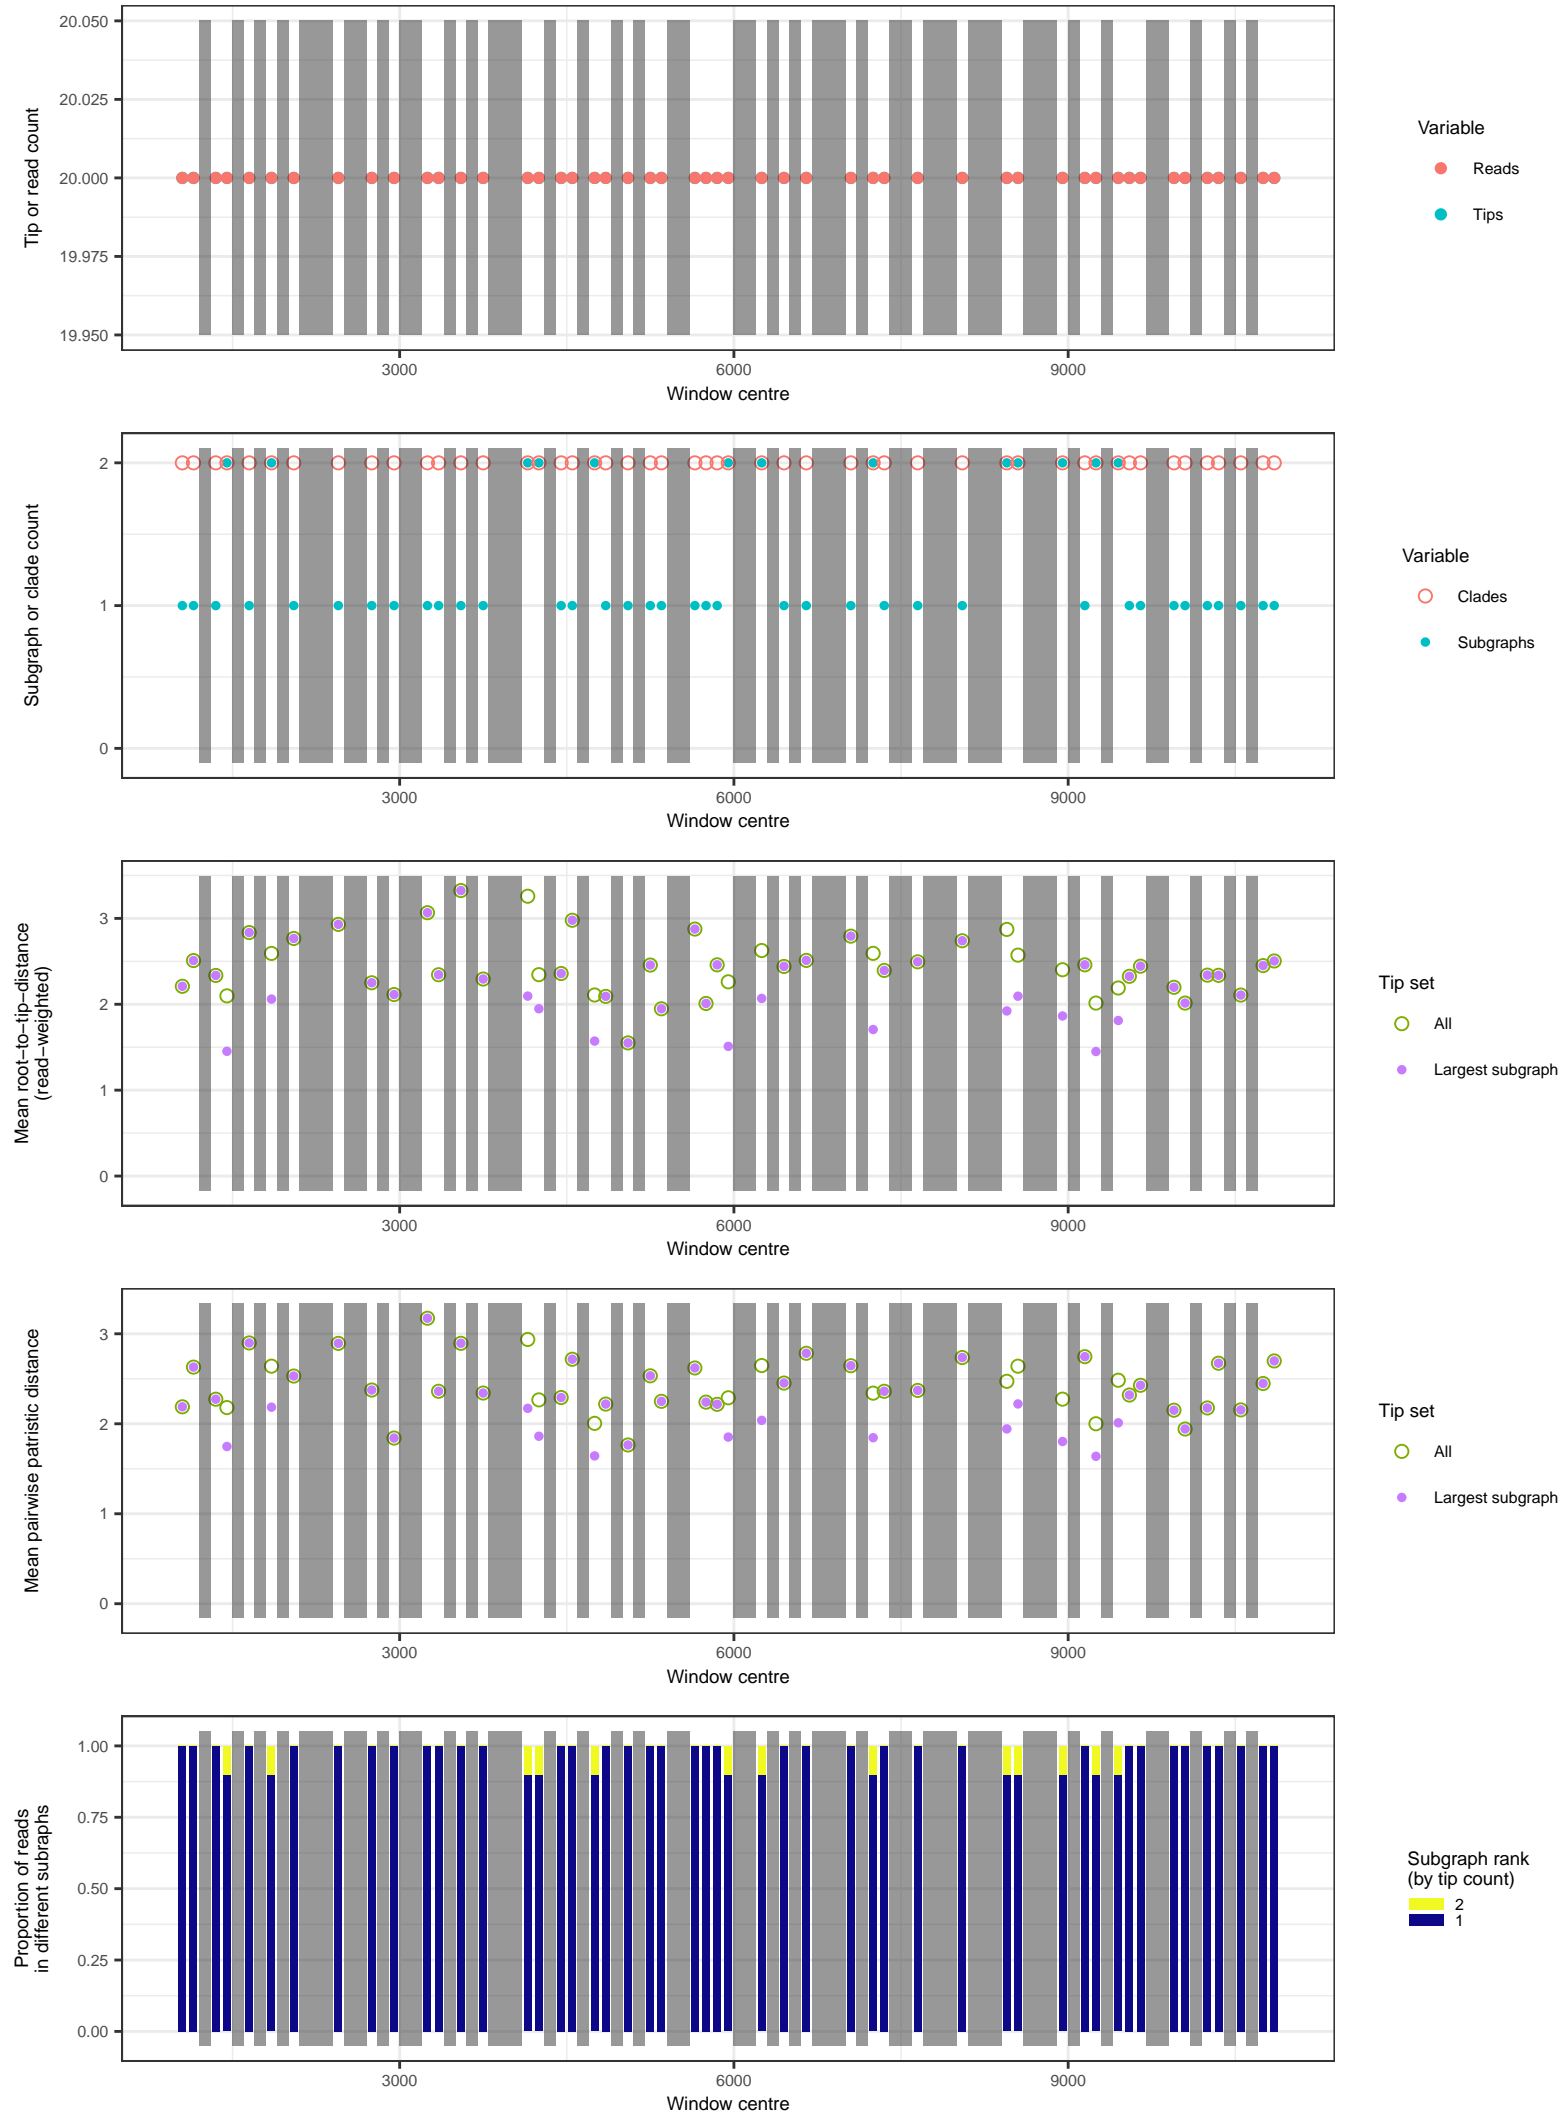 20.050
20.025
20.000
19.975
19.950
Tip or read count
3000
6000
9000
Window centre
Variable
Reads
Tips
2
1
0
Subgraph or clade count
3000
6000
9000
Window centre
Variable
Clades
Subgraphs
3
2
1
0
Mean root−to−tip−distance
(read−weighted)
3000
6000
9000
Window centre
Tip set
All
Largest subgraph
3
2
1
0
Mean pairwise patristic distance
3000
6000
9000
Window centre
Tip set
All
Largest subgraph
1.00
0.75
0.50
0.25
0.00
Proportion of reads
in different subraphs
3000
6000
9000
Window centre
Subgraph rank
(by tip count)
2
1